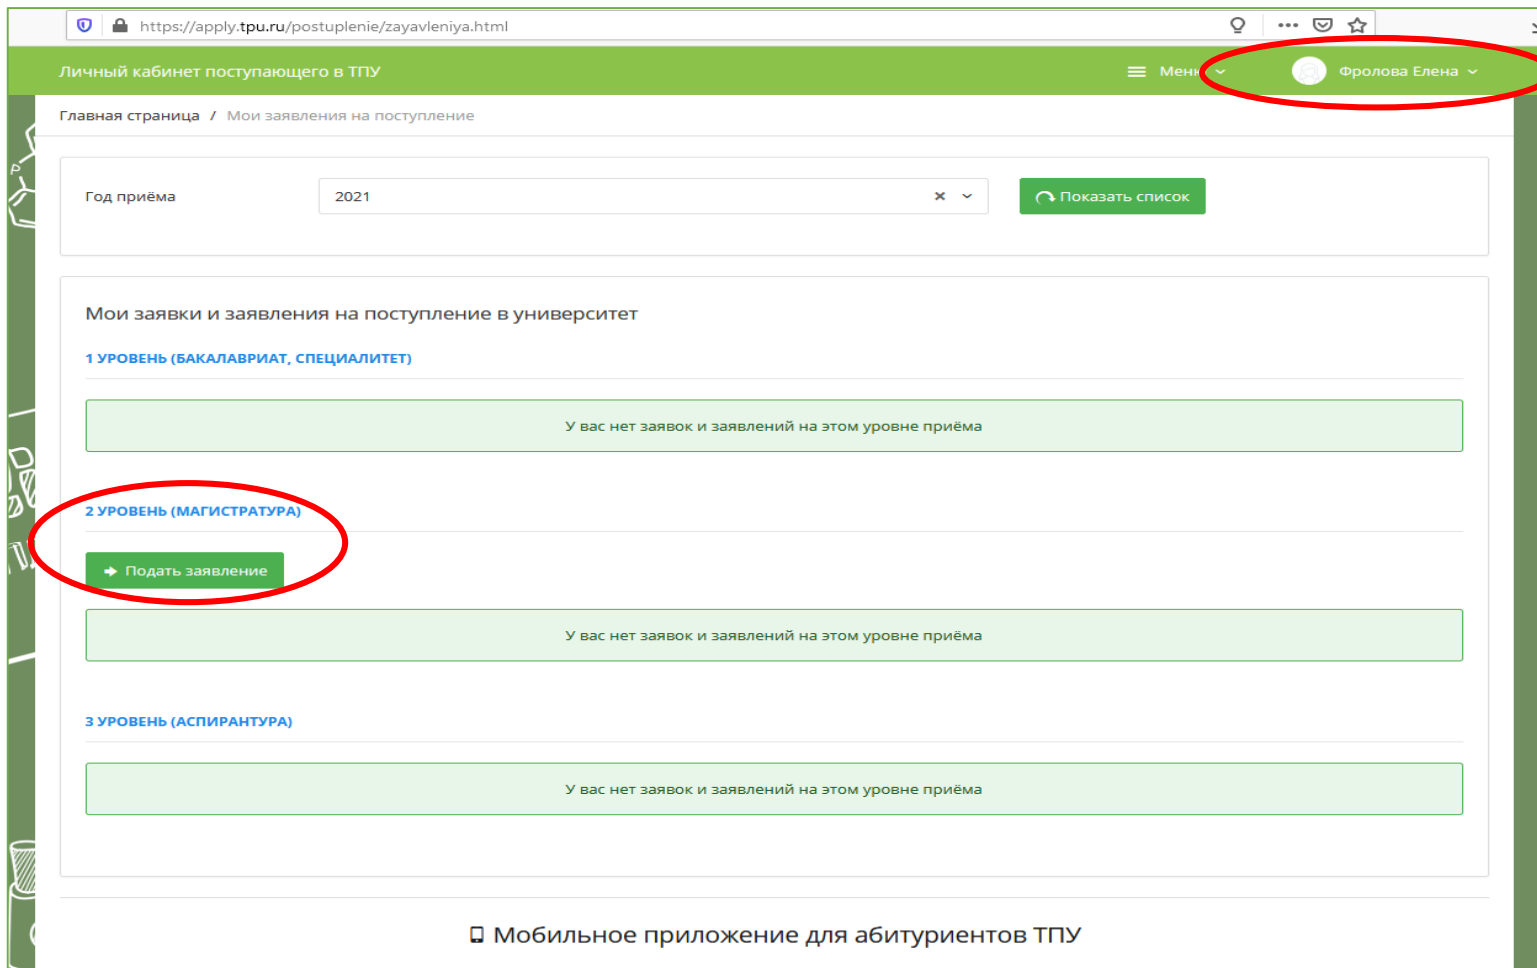 https://apply.tpu.ru/postuplenie/zayavleniya.html
Личный кабинет поступающего в ТПУ
Меню
Фролова Елена
Главная страница / Мои заявления на поступление
Год приёма
2021
Показать список
Мои заявки и заявления на поступление в университет
1 УРОВЕНЬ (БАКАЛАВРИАТ, СПЕЦИАЛИТЕТ)
У вас нет заявок и заявлений на этом уровне приёма
2 УРОВЕНЬ (МАГИСТРАТУРА)
Подать заявление
У вас нет заявок и заявлений на этом уровне приёма
3 УРОВЕНЬ (АСПИРАНТУРА)
У вас нет заявок и заявлений на этом уровне приёма
Мобильное приложение для абитуриентов ТПУ